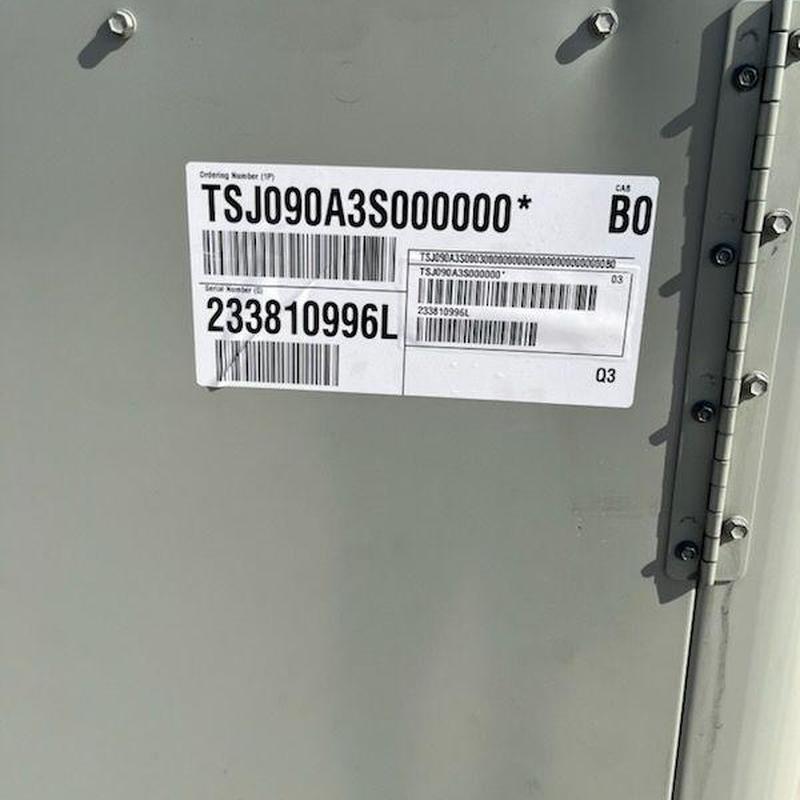 Ordering Number (1P)
TSJ090A3S000000*
CAB
B0
TSJ090A3S000000*
03
Serial Number (S)
233810996L
233810996L
Q3